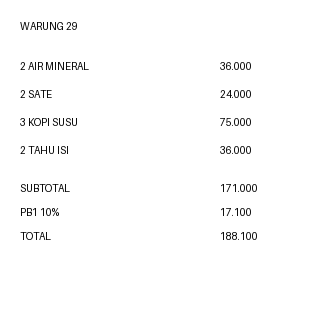 WARUNG 29
2 AIR MINERAL 36.000
2 SATE 24.000
3 KOPI SUSU 75.000
2 TAHU ISI 36.000
SUBTOTAL 171.000
PB1 10% 17.100
TOTAL 188.100